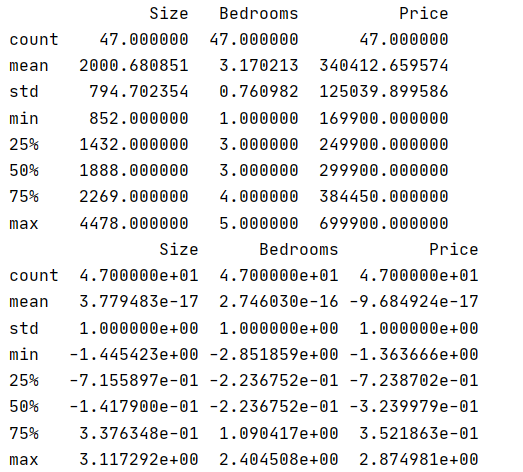 Size Bedrooms Price
count 47.000000 47.000000 47.000000
mean 2000.680851 3.170213 340412.659574
std 794.702354 0.760982 125039.899586
min 852.000000 1.000000 169900.000000
25% 1432.000000 3.000000 249900.000000
50% 1888.000000 3.000000 299900.000000
75% 2269.000000 4.000000 384450.000000
max 4478.000000 5.000000 699900.000000
Size Bedrooms Price
count 4.700000e+01 4.700000e+01 4.700000e+01
mean 3.779483e-17 2.746030e-16 -9.684924e-17
std 1.000000e+00 1.000000e+00 1.000000e+00
min -1.445423e+00 -2.851859e+00 -1.363666e+00
25% -7.155897e-01 -2.236752e-01 -7.238702e-01
50% -1.417900e-01 -2.236752e-01 -3.239979e-01
75% 3.376348e-01 1.090417e+00 3.521863e-01
max 3.117292e+00 2.404508e+00 2.874981e+00